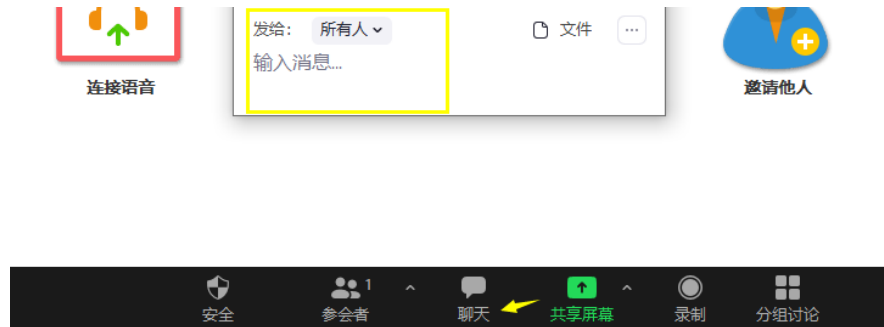 发给： 所有人 文件 ...
输入消息...
连接语音 邀请他人
1
安全 参会者 聊天 共享屏幕 录制 分组讨论